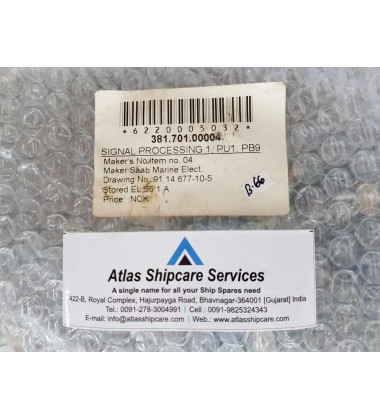 *6220005032*
381.701.00004
SIGNAL PROCESSING 1, PU1, PB9
Maker's No/item no. 04
Maker:Saab Marine Elect.
Drawing No. 91 14 677-10-5
Stored EL 96 1 A
Price NOK
B.66
Atlas Shipcare Services
A single name for all your Ship Spares need
422-B, Royal Complex, Hajurpayga Road, Bhavnagar-364001 [Gujarat] India
Tel.: 0091-278-3004991 | Cell : 0091-9825324343
E-mail: info@atlasshipcare.com | Web.: www.atlasshipcare.com